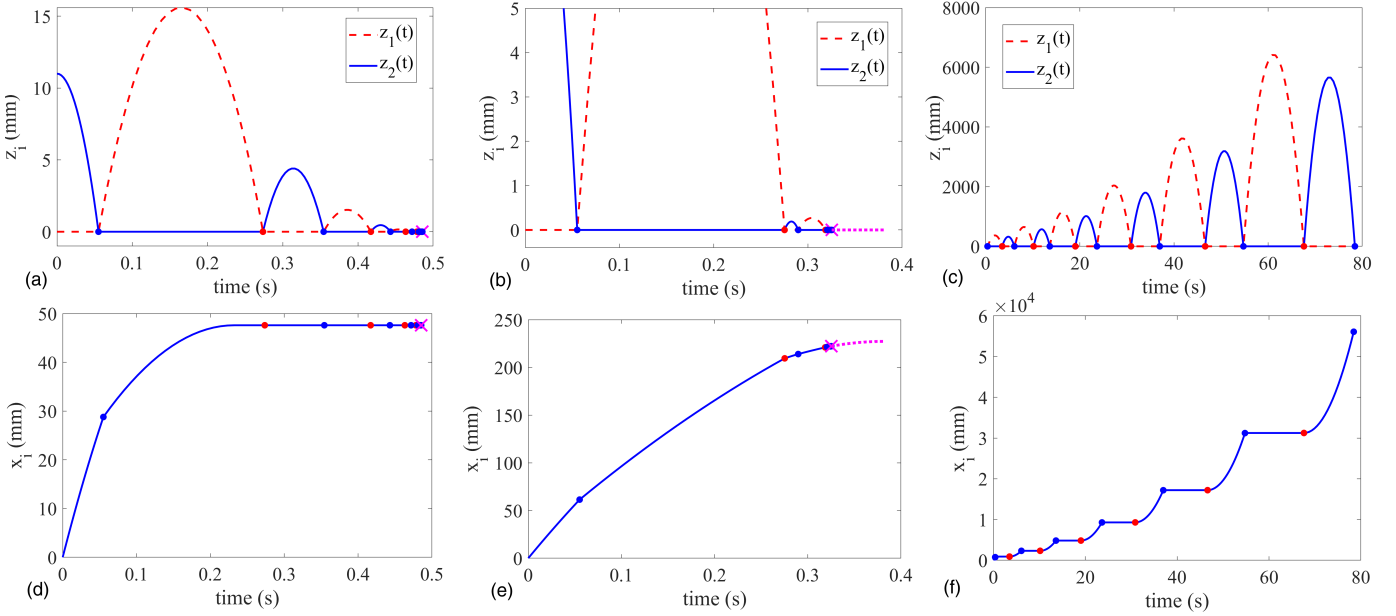 15
10
5
0
z_i (mm)
z_1(t)
z_2(t)
0
0.1
0.2
0.3
0.4
0.5
(a)
time (s)
5
4
3
2
1
0
z_i (mm)
z_1(t)
z_2(t)
0
0.1
0.2
0.3
0.4
(b)
time (s)
8000
6000
4000
2000
0
z_i (mm)
z_1(t)
z_2(t)
0
20
40
60
80
(c)
time (s)
50
40
30
20
10
0
x_i (mm)
0
0.1
0.2
0.3
0.4
0.5
(d)
time (s)
250
200
150
100
50
0
x_i (mm)
0
0.1
0.2
0.3
0.4
(e)
time (s)
×10^4
6
5
4
3
2
1
0
x_i (mm)
0
20
40
60
80
(f)
time (s)